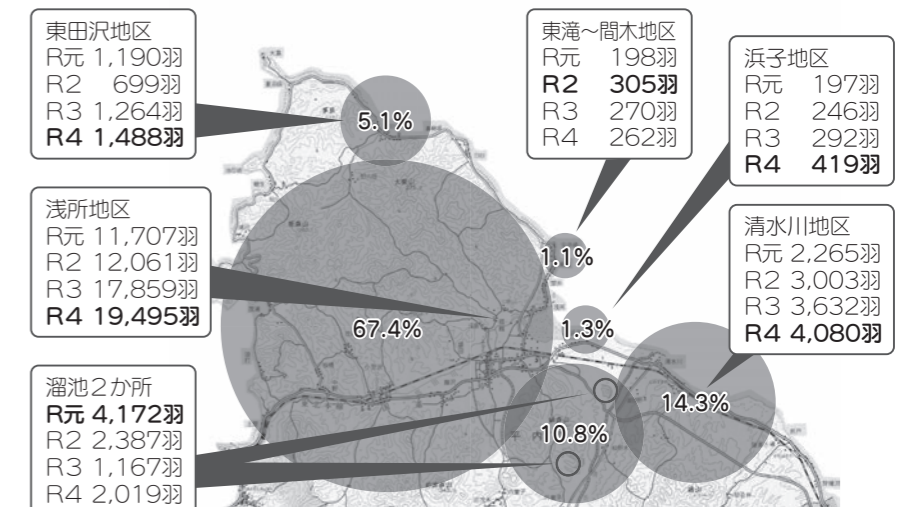 東田沢地区
R元 1,190羽
R2 699羽
R3 1,264羽
R4 1,488羽
浅所地区
R元 11,707羽
R2 12,061羽
R3 17,859羽
R4 19,495羽
溜池２か所
R元 4,172羽
R2 2,387羽
R3 1,167羽
R4 2,019羽
東滝～間木地区
R元 198羽
R2 305羽
R3 270羽
R4 262羽
浜子地区
R元 197羽
R2 246羽
R3 292羽
R4 419羽
清水川地区
R元 2,265羽
R2 3,003羽
R3 3,632羽
R4 4,080羽
5.1%
1.1%
67.4%
1.3%
14.3%
10.8%